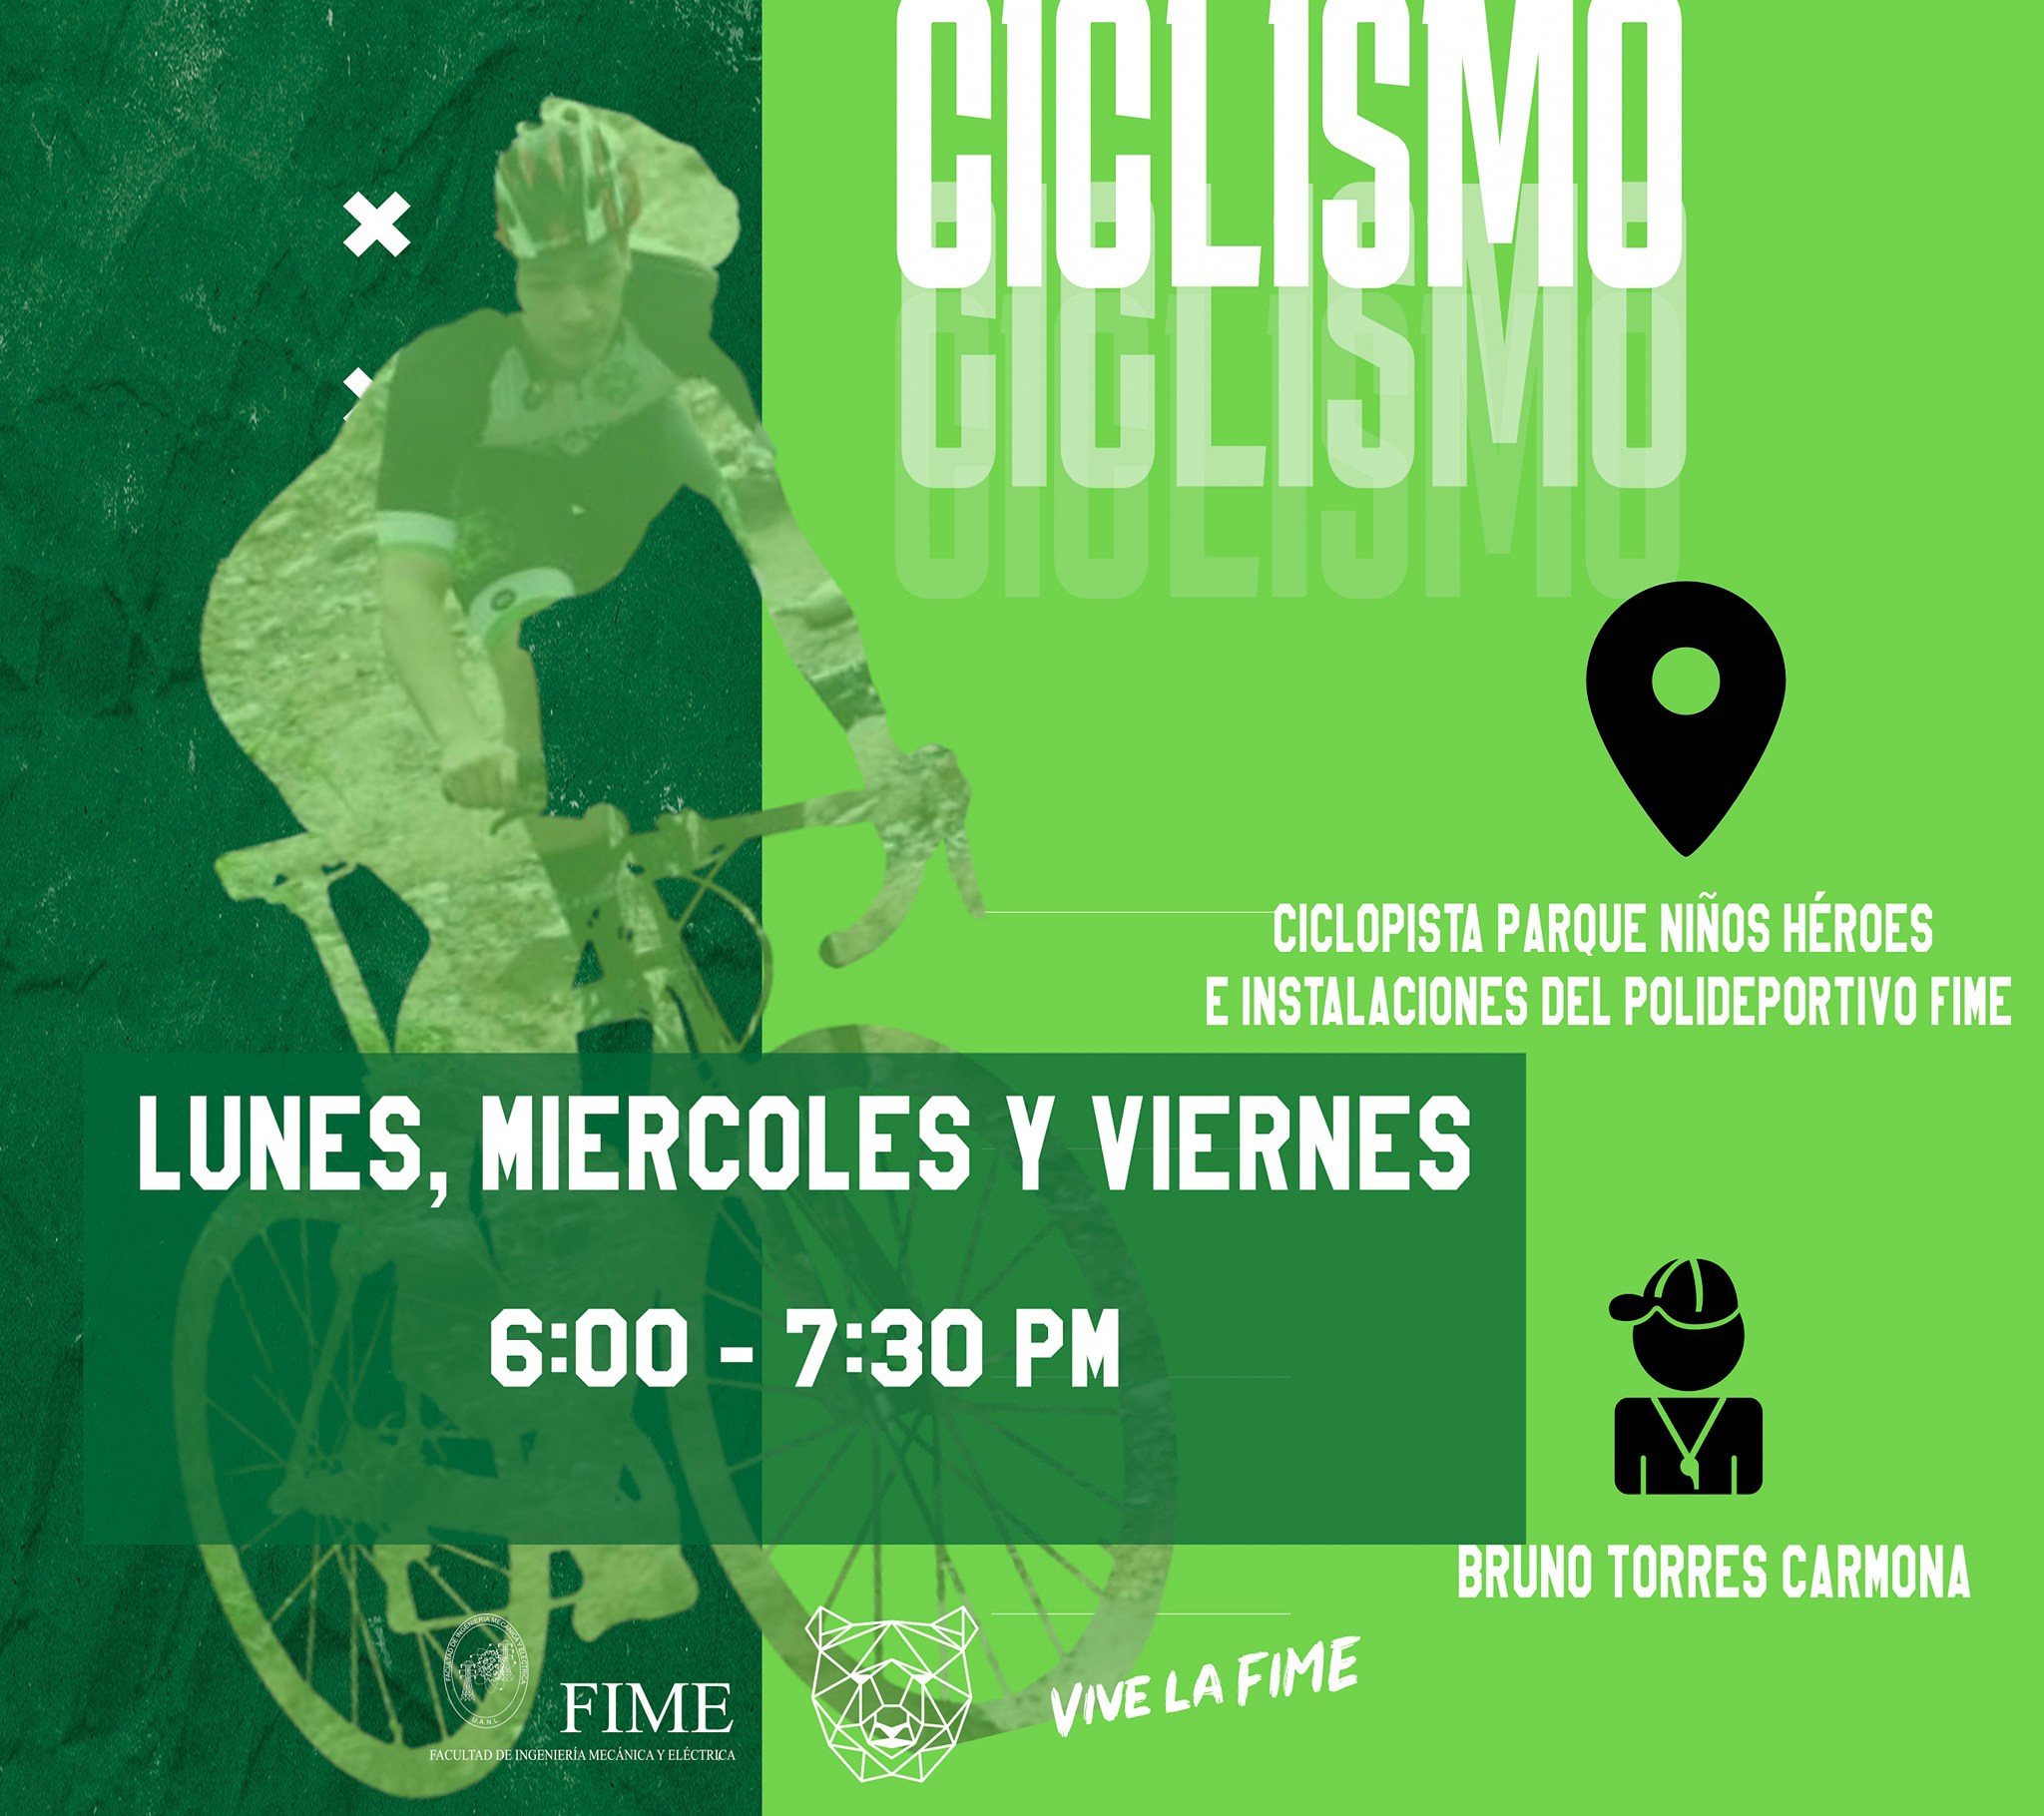 CICLISMO
CICLISMO
CICLISMO
CICLOPISTA PARQUE NIÑOS HÉROES
E INSTALACIONES DEL POLIDEPORTIVO FIME
LUNES, MIERCOLES Y VIERNES
6:00 - 7:30 PM
BRUNO TORRES CARMONA
FACULTAD DE INGENIERÍA MECÁNICA Y ELÉCTRICA
U.A.N.L.
FIME
FACULTAD DE INGENIERÍA MECÁNICA Y ELÉCTRICA
VIVE LA FIME